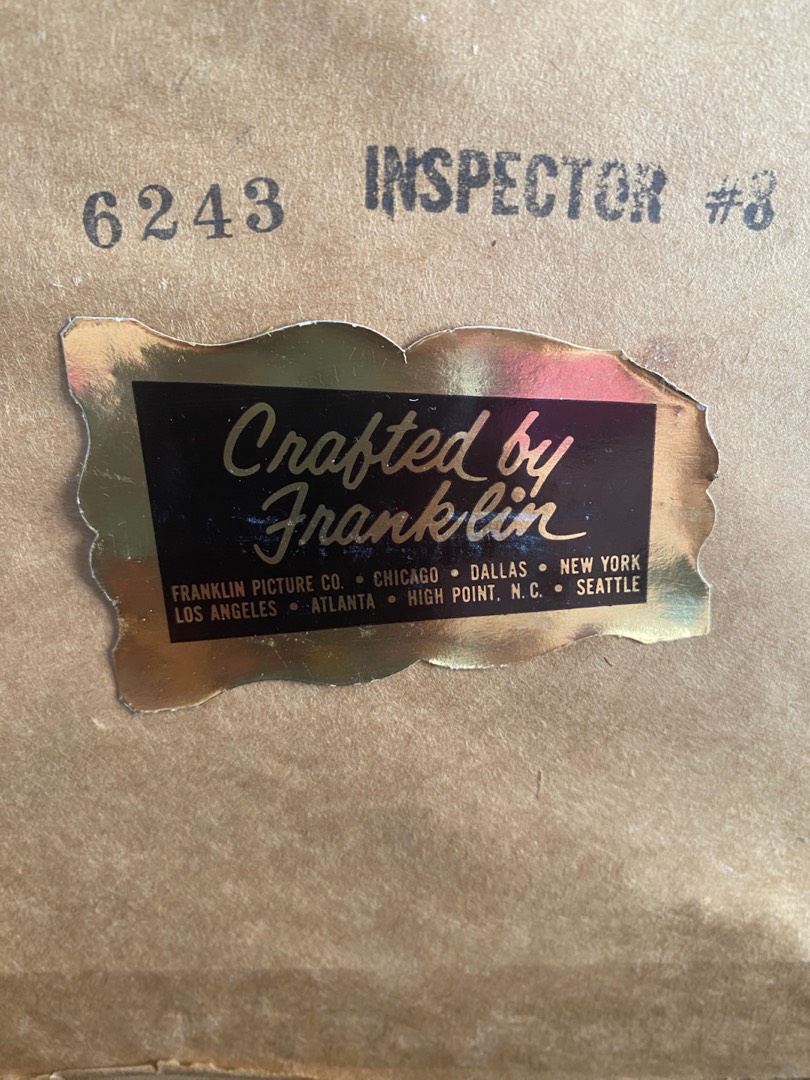 6243 INSPECTOR #8
Crafted by
Franklin
FRANKLIN PICTURE CO. • CHICAGO • DALLAS • NEW YORK
LOS ANGELES • ATLANTA • HIGH POINT, N.C. • SEATTLE